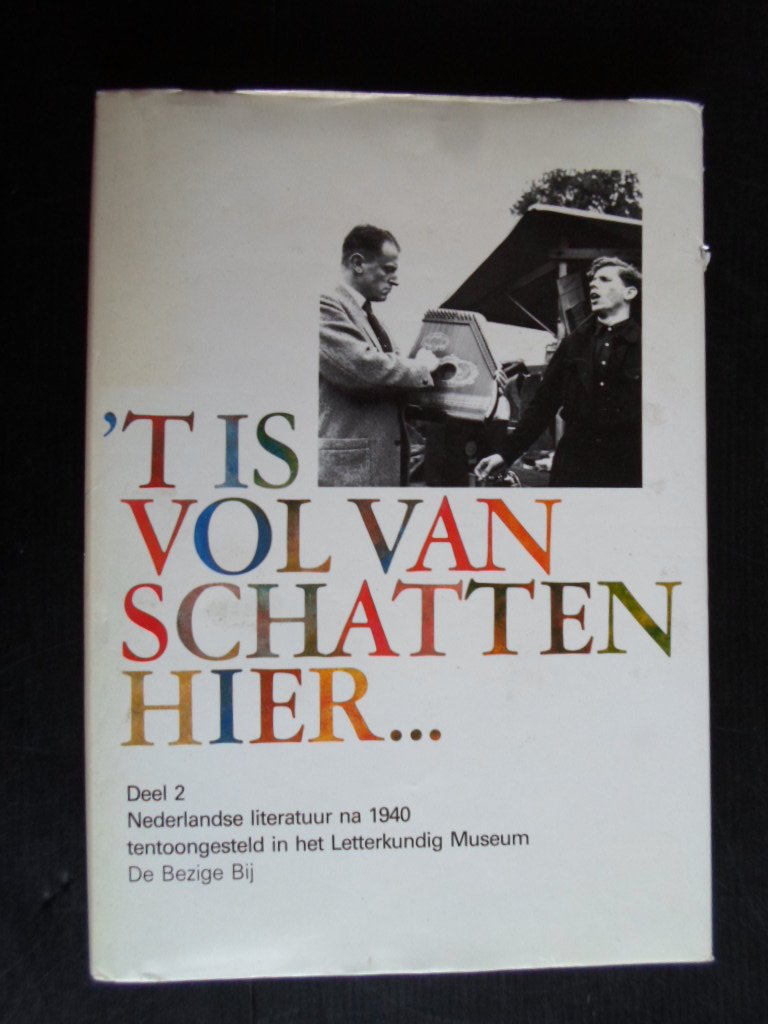 ’T IS
VOL VAN
SCHATTEN
HIER...
Deel 2
Nederlandse literatuur na 1940
tentoongesteld in het Letterkundig Museum
De Bezige Bij